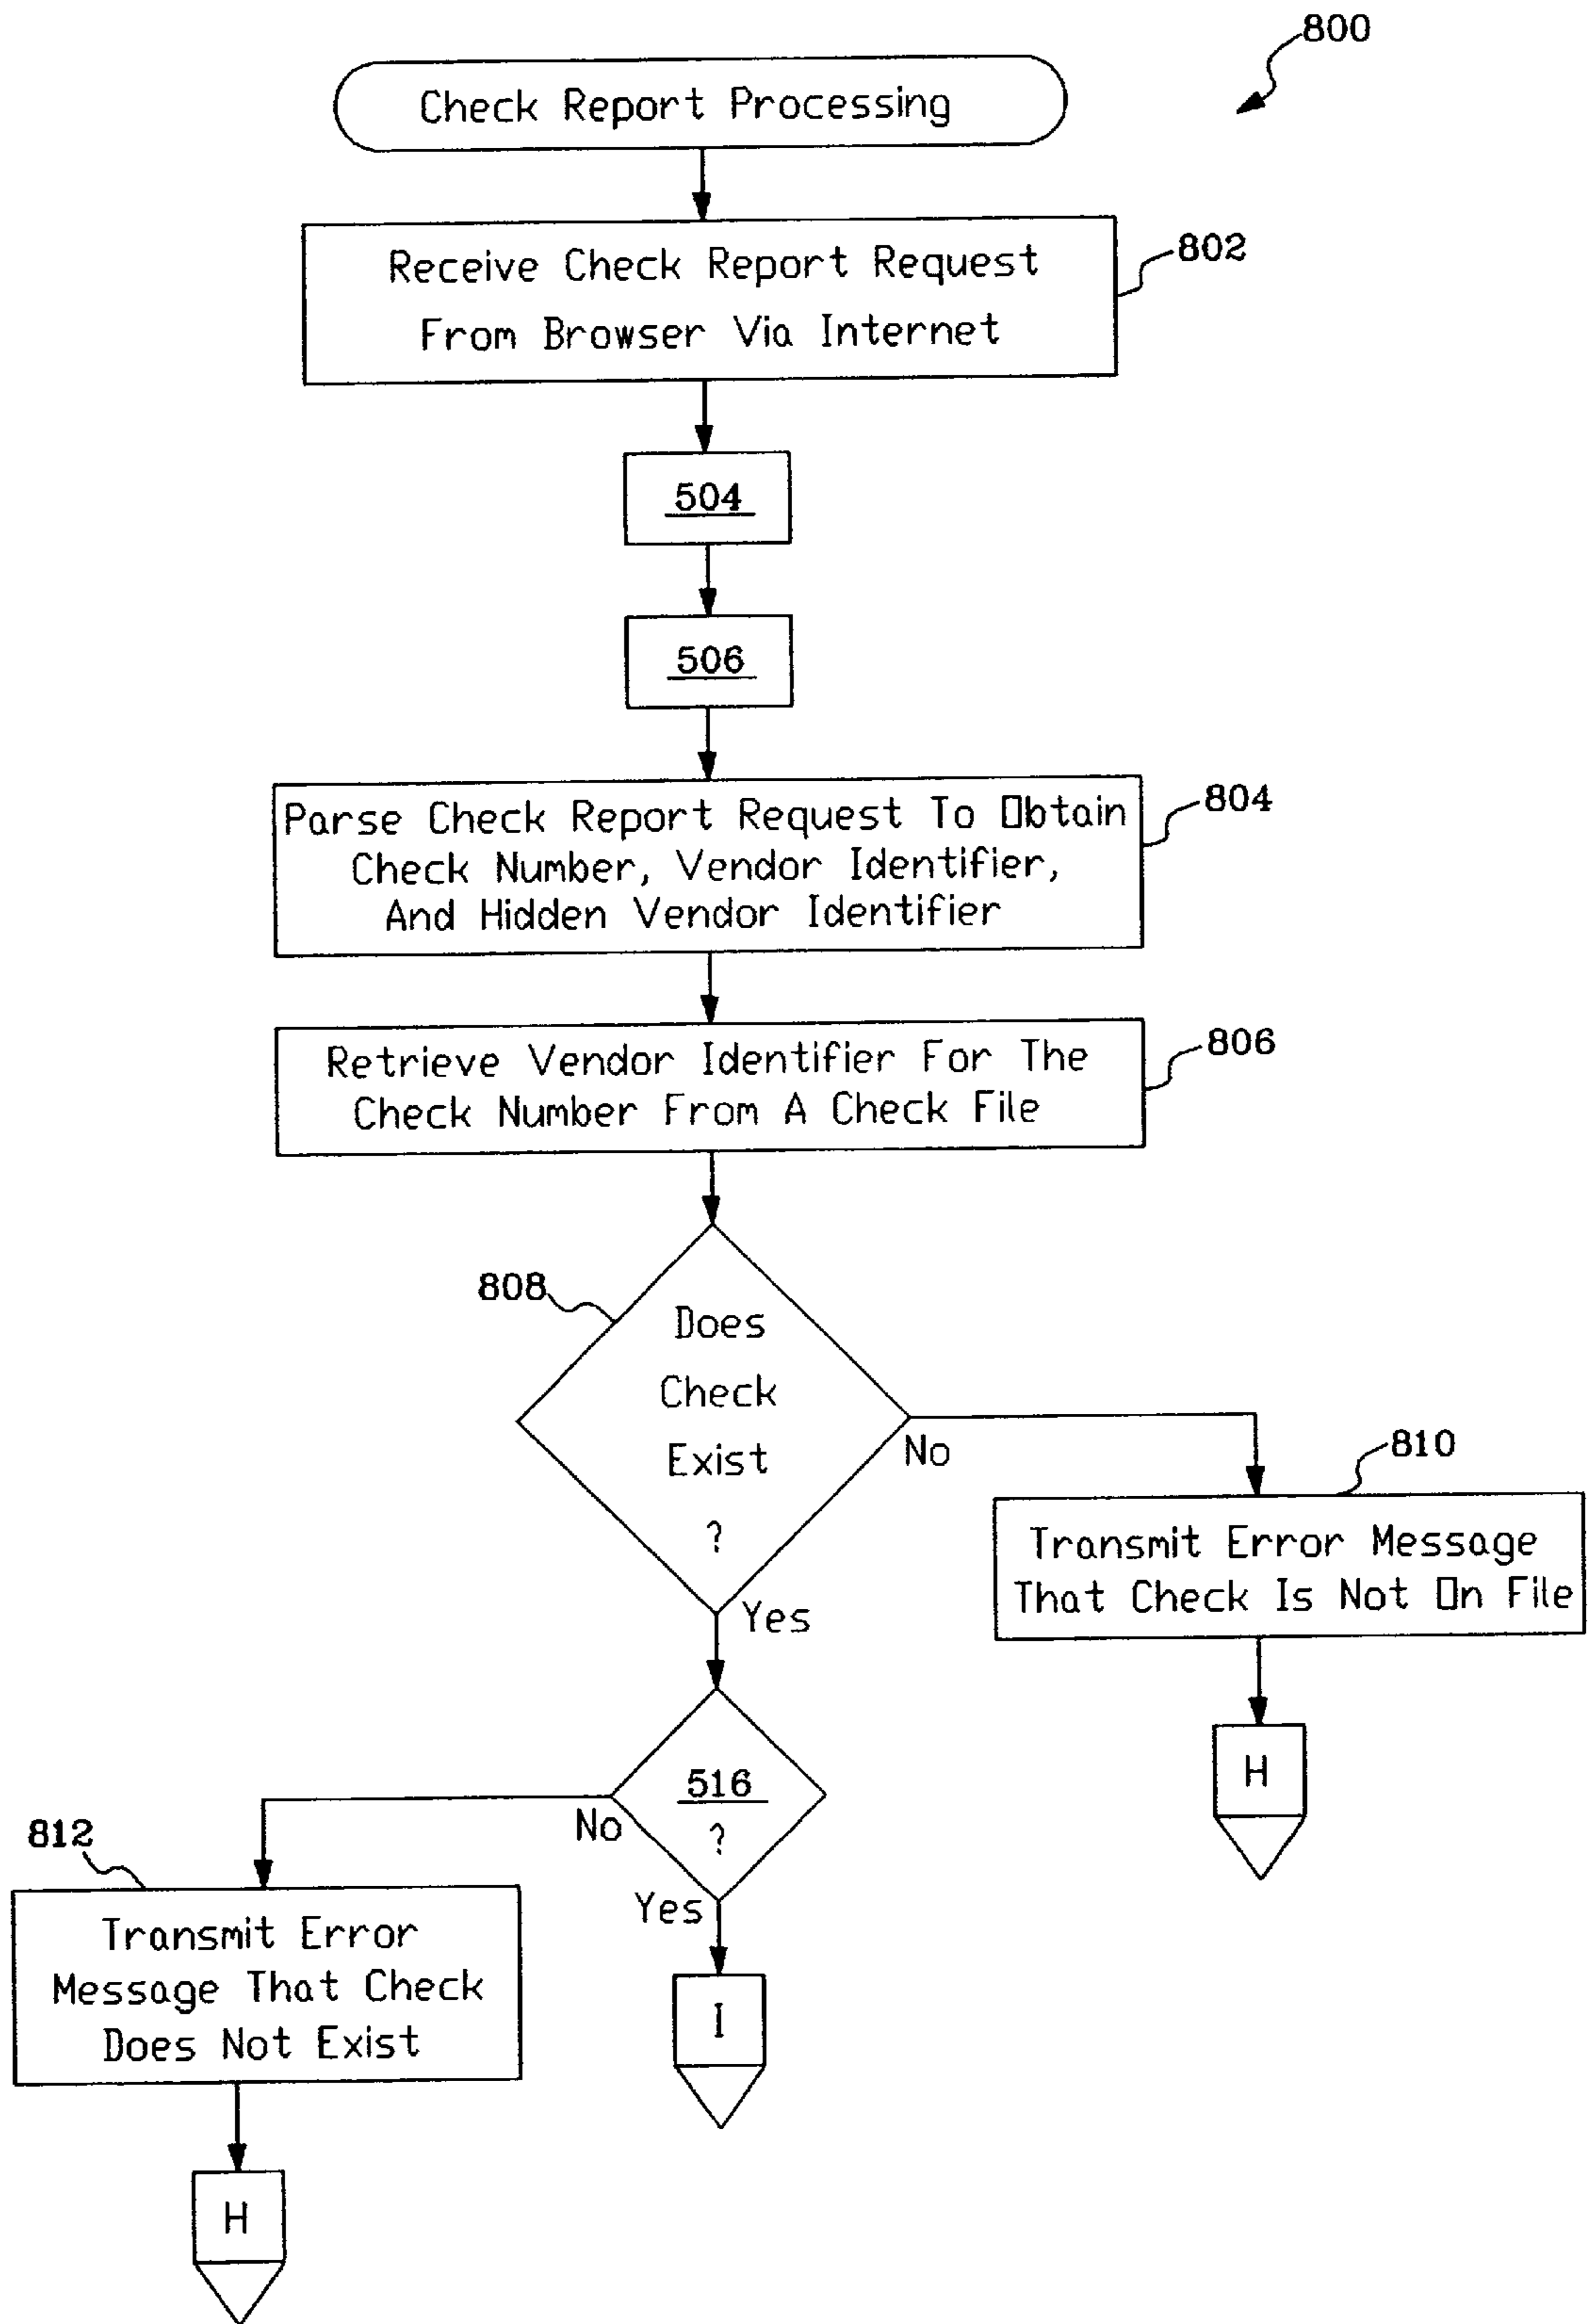 800
Check Report Processing
Receive Check Report Request
From Browser Via Internet
802
504
506
Parse Check Report Request To Obtain
Check Number, Vendor Identifier,
And Hidden Vendor Identifier
804
Retrieve Vendor Identifier For The
Check Number From A Check File
806
808
Does
Check
Exist
?
No
Yes
810
Transmit Error Message
That Check Is Not On File
H
516
?
No
Yes
812
Transmit Error
Message That Check
Does Not Exist
I
H